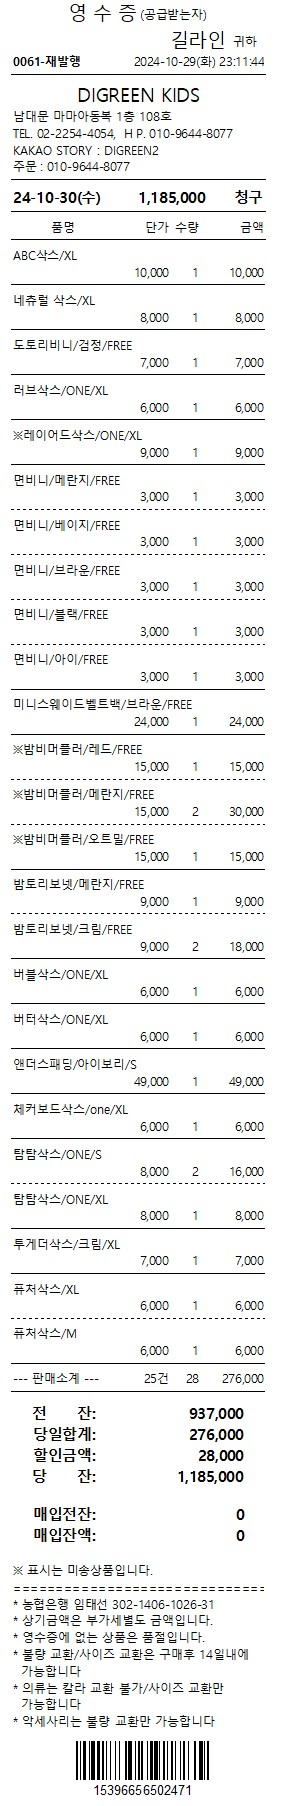 영 수 증 (공급받는자)
길라인 귀하
0061-재발행 2024-10-29(화) 23:11:44
DIGREEN KIDS
남대문 마마아동복 1층 108호
TEL. 02-2254-4054, H P. 010-9644-8077
KAKAO STORY : DIGREEN2
주문 : 010-9644-8077
24-10-30(수) 1,185,000 청구
품명 단가 수량 금액
ABC삭스/XL
10,000 1 10,000
네츄럴 삭스/XL
8,000 1 8,000
도토리비니/검정/FREE
7,000 1 7,000
러브삭스/ONE/XL
6,000 1 6,000
※레이어드삭스/ONE/XL
9,000 1 9,000
면비니/메란지/FREE
3,000 1 3,000
면비니/베이지/FREE
3,000 1 3,000
면비니/브라운/FREE
3,000 1 3,000
면비니/블랙/FREE
3,000 1 3,000
면비니/아이/FREE
3,000 1 3,000
미니스웨이드벨트백/브라운/FREE
24,000 1 24,000
※밤비머플러/레드/FREE
15,000 1 15,000
※밤비머플러/메란지/FREE
15,000 2 30,000
※밤비머플러/오트밀/FREE
15,000 1 15,000
밤토리보넷/메란지/FREE
9,000 1 9,000
밤토리보넷/크림/FREE
9,000 2 18,000
버블삭스/ONE/XL
6,000 1 6,000
버터삭스/ONE/XL
6,000 1 6,000
앤더스패딩/아이보리/S
49,000 1 49,000
체커보드삭스/one/XL
6,000 1 6,000
탐탐삭스/ONE/S
8,000 2 16,000
탐탐삭스/ONE/XL
8,000 1 8,000
투게더삭스/크림/XL
7,000 1 7,000
퓨처삭스/XL
6,000 1 6,000
퓨처삭스/M
6,000 1 6,000
--- 판매소계 --- 25건 28 276,000
전 잔: 937,000
당일합계: 276,000
할인금액: 28,000
당 잔: 1,185,000
매입전잔: 0
매입잔액: 0
※ 표시는 미송상품입니다.
==============================
* 농협은행 임태선 302-1406-1026-31
* 상기금액은 부가세별도 금액입니다.
* 영수증에 없는 상품은 품절입니다.
* 불량 교환/사이즈 교환은 구매후 14일내에
가능합니다
* 의류는 칼라 교환 불가/사이즈 교환만
가능합니다
* 악세사리는 불량 교환만 가능합니다
15396656502471